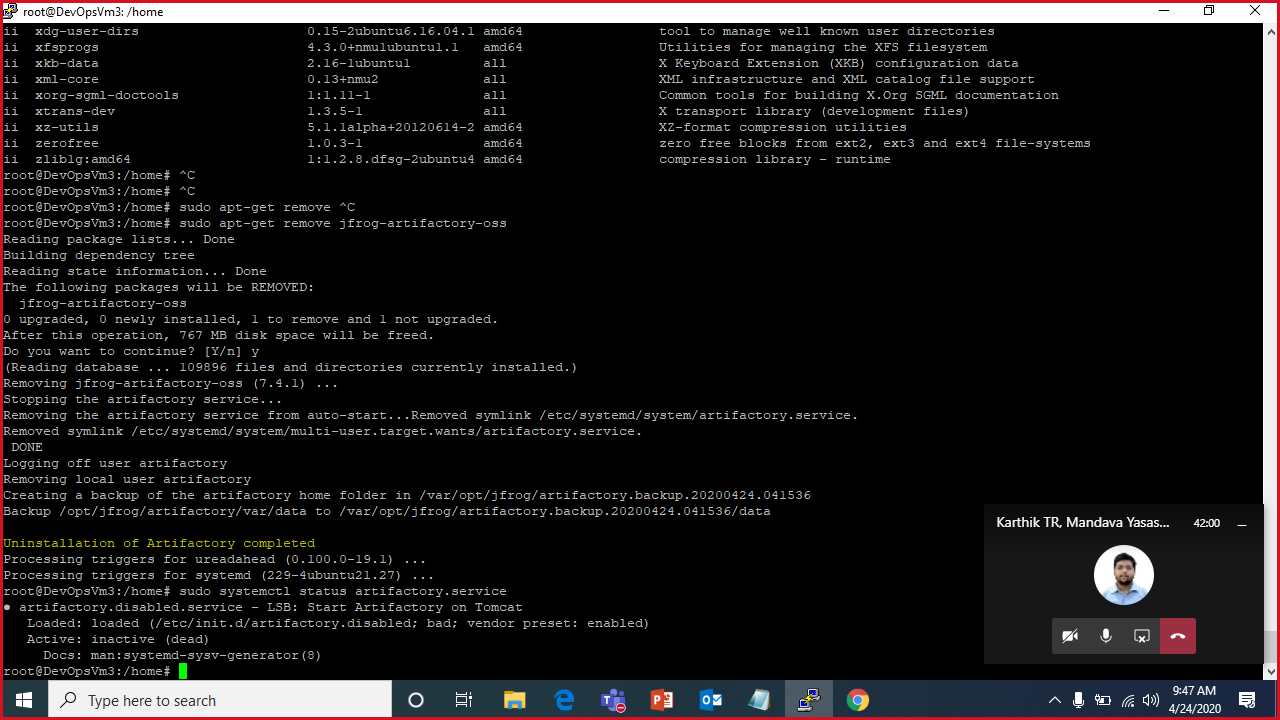 root@DevOpsVm3: /home
ii  xdg-user-dirs                     0.15-2ubuntu6.16.04.1 amd64                 tool to manage well known user directories
ii  xfsprogs                          4.3.0+nmu1ubuntu1.1   amd64                 Utilities for managing the XFS filesystem
ii  xkb-data                          2.16-1ubuntu1         all                   X Keyboard Extension (XKB) configuration data
ii  xml-core                          0.13+nmu2             all                   XML infrastructure and XML catalog file support
ii  xorg-sgml-doctools                1:1.11-1              all                   Common tools for building X.Org SGML documentation
ii  xtrans-dev                        1.3.5-1               all                   X transport library (development files)
ii  xz-utils                          5.1.1alpha+20120614-2 amd64                 XZ-format compression utilities
ii  zerofree                          1.0.3-1               amd64                 zero free blocks from ext2, ext3 and ext4 file-systems
ii  zlib1g:amd64                      1:1.2.8.dfsg-2ubuntu4 amd64                 compression library - runtime
root@DevOpsVm3:/home# ^C
root@DevOpsVm3:/home# ^C
root@DevOpsVm3:/home# sudo apt-get remove ^C
root@DevOpsVm3:/home# sudo apt-get remove jfrog-artifactory-oss
Reading package lists... Done
Building dependency tree
Reading state information... Done
The following packages will be REMOVED:
  jfrog-artifactory-oss
0 upgraded, 0 newly installed, 1 to remove and 1 not upgraded.
After this operation, 767 MB disk space will be freed.
Do you want to continue? [Y/n] y
(Reading database ... 109896 files and directories currently installed.)
Removing jfrog-artifactory-oss (7.4.1) ...
Stopping the artifactory service...
Removing the artifactory service from auto-start...Removed symlink /etc/systemd/system/artifactory.service.
Removed symlink /etc/systemd/system/multi-user.target.wants/artifactory.service.
 DONE
Logging off user artifactory
Removing local user artifactory
Creating a backup of the artifactory home folder in /var/opt/jfrog/artifactory.backup.20200424.041536
Backup /opt/jfrog/artifactory/var/data to /var/opt/jfrog/artifactory.backup.20200424.041536/data
Uninstallation of Artifactory completed
Processing triggers for ureadahead (0.100.0-19.1) ...
Processing triggers for systemd (229-4ubuntu21.27) ...
root@DevOpsVm3:/home# sudo systemctl status artifactory.service
● artifactory.disabled.service - LSB: Start Artifactory on Tomcat
   Loaded: loaded (/etc/init.d/artifactory.disabled; bad; vendor preset: enabled)
   Active: inactive (dead)
     Docs: man:systemd-sysv-generator(8)
root@DevOpsVm3:/home#
Karthik TR, Mandava Yasas... 42:00
Type here to search
9:47 AM
4/24/2020